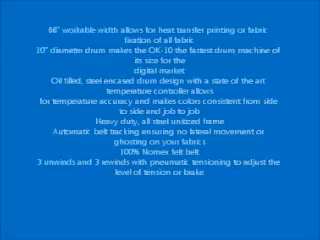 66" workable width allows for heat transfer printing or fabric
fixation of all fabric
10" diameter drum makes the OK-10 the fastest drum machine of
its size for the
digital market
Oil filled, steel encased drum design with a state of the art
temperature controller allows
for temperature accuracy and makes colors consistent from side
to side and job to job
Heavy duty, all steel unitized frame
Automatic belt tracking ensuring no lateral movement or
ghosting on your fabrics
100% Nomex felt belt
3 unwinds and 3 rewinds with pneumatic tensioning to adjust the
level of tension or brake